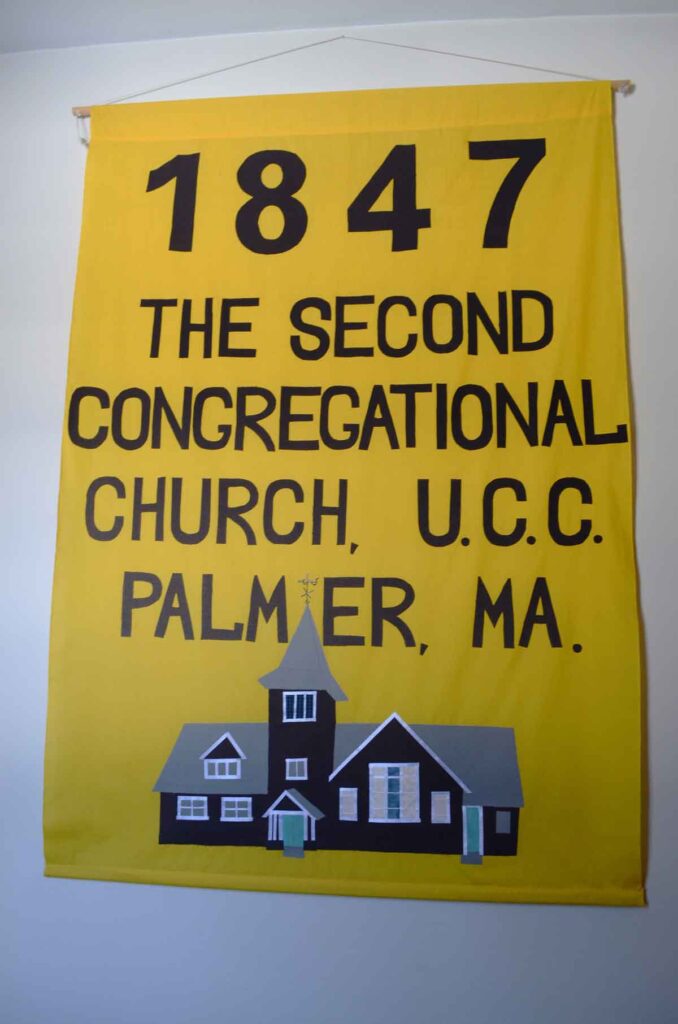 1847
THE SECOND
CONGREGATIONAL
CHURCH, U.C.C.
PALMER, MA.